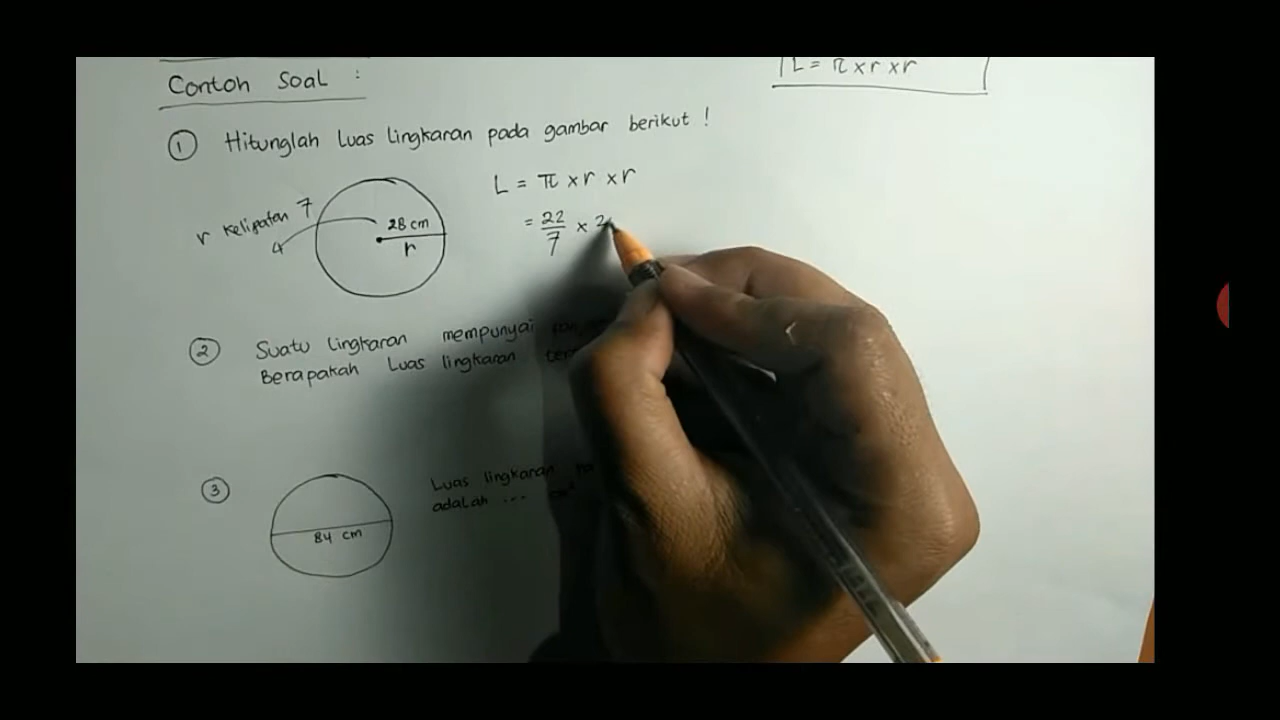 Contoh Soal :
L = π x r x r
1 Hitunglah Luas lingkaran pada gambar berikut !
r kelipatan 7
28 cm
r
L = π x r x r
= 22/7 x 2
2 Suatu lingkaran mempunyai
Berapakah Luas lingkaran
3
84 cm
Luas lingkaran
adalah ...